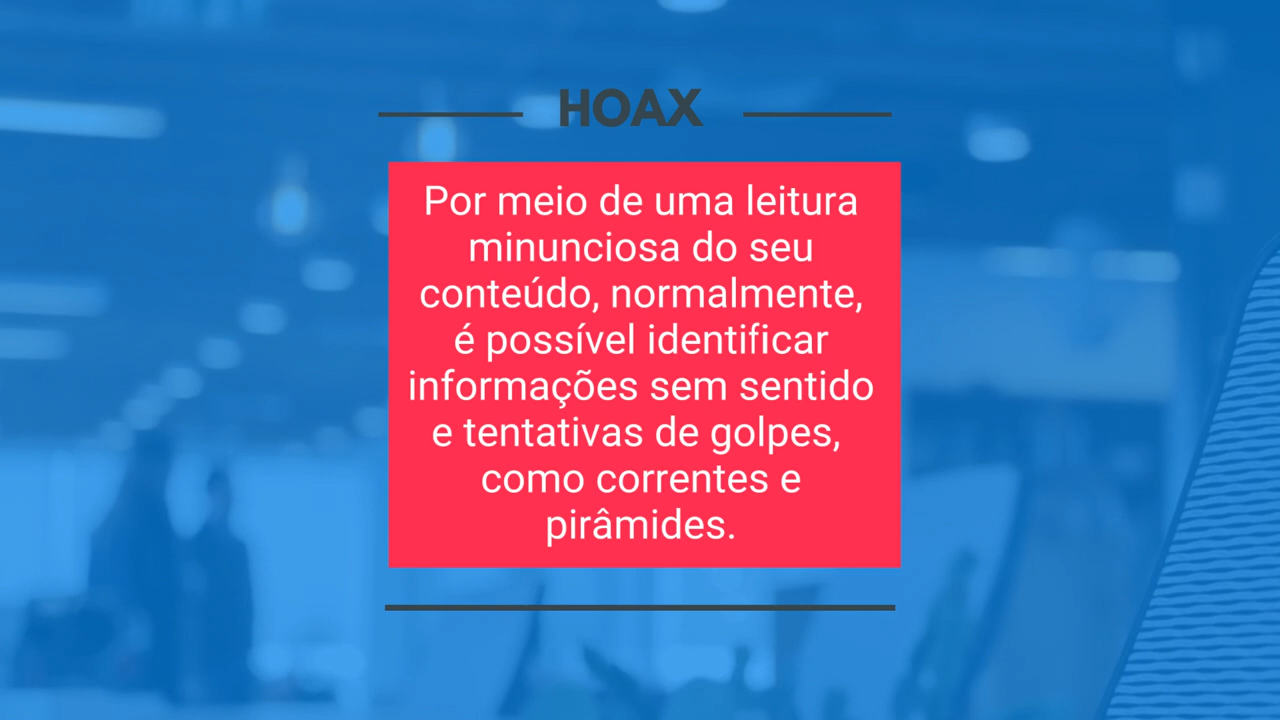 HOAX
Por meio de uma leitura
minunciosa do seu
conteúdo, normalmente,
é possível identificar
informações sem sentido
e tentativas de golpes,
como correntes e
pirâmides.